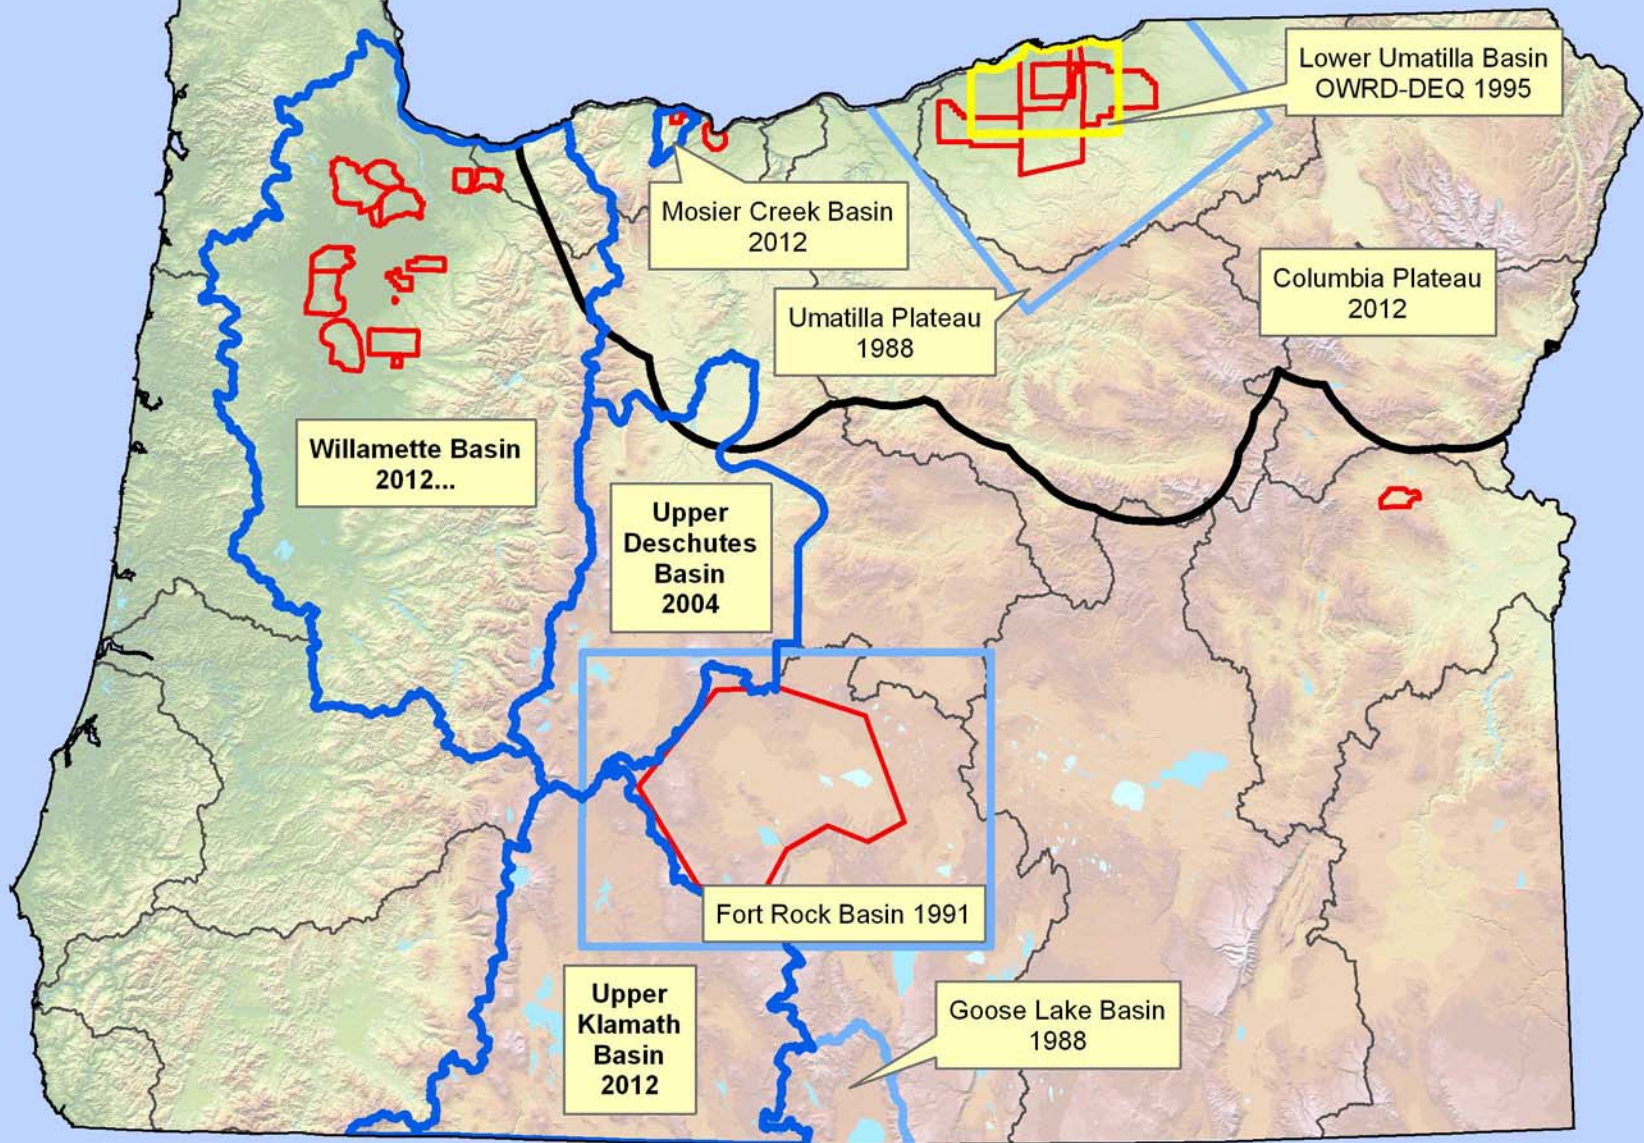 Lower Umatilla Basin
OWRD-DEQ 1995
Mosier Creek Basin
2012
Columbia Plateau
2012
Umatilla Plateau
1988
Willamette Basin
2012...
Upper
Deschutes
Basin
2004
Fort Rock Basin 1991
Upper
Klamath
Basin
2012
Goose Lake Basin
1988